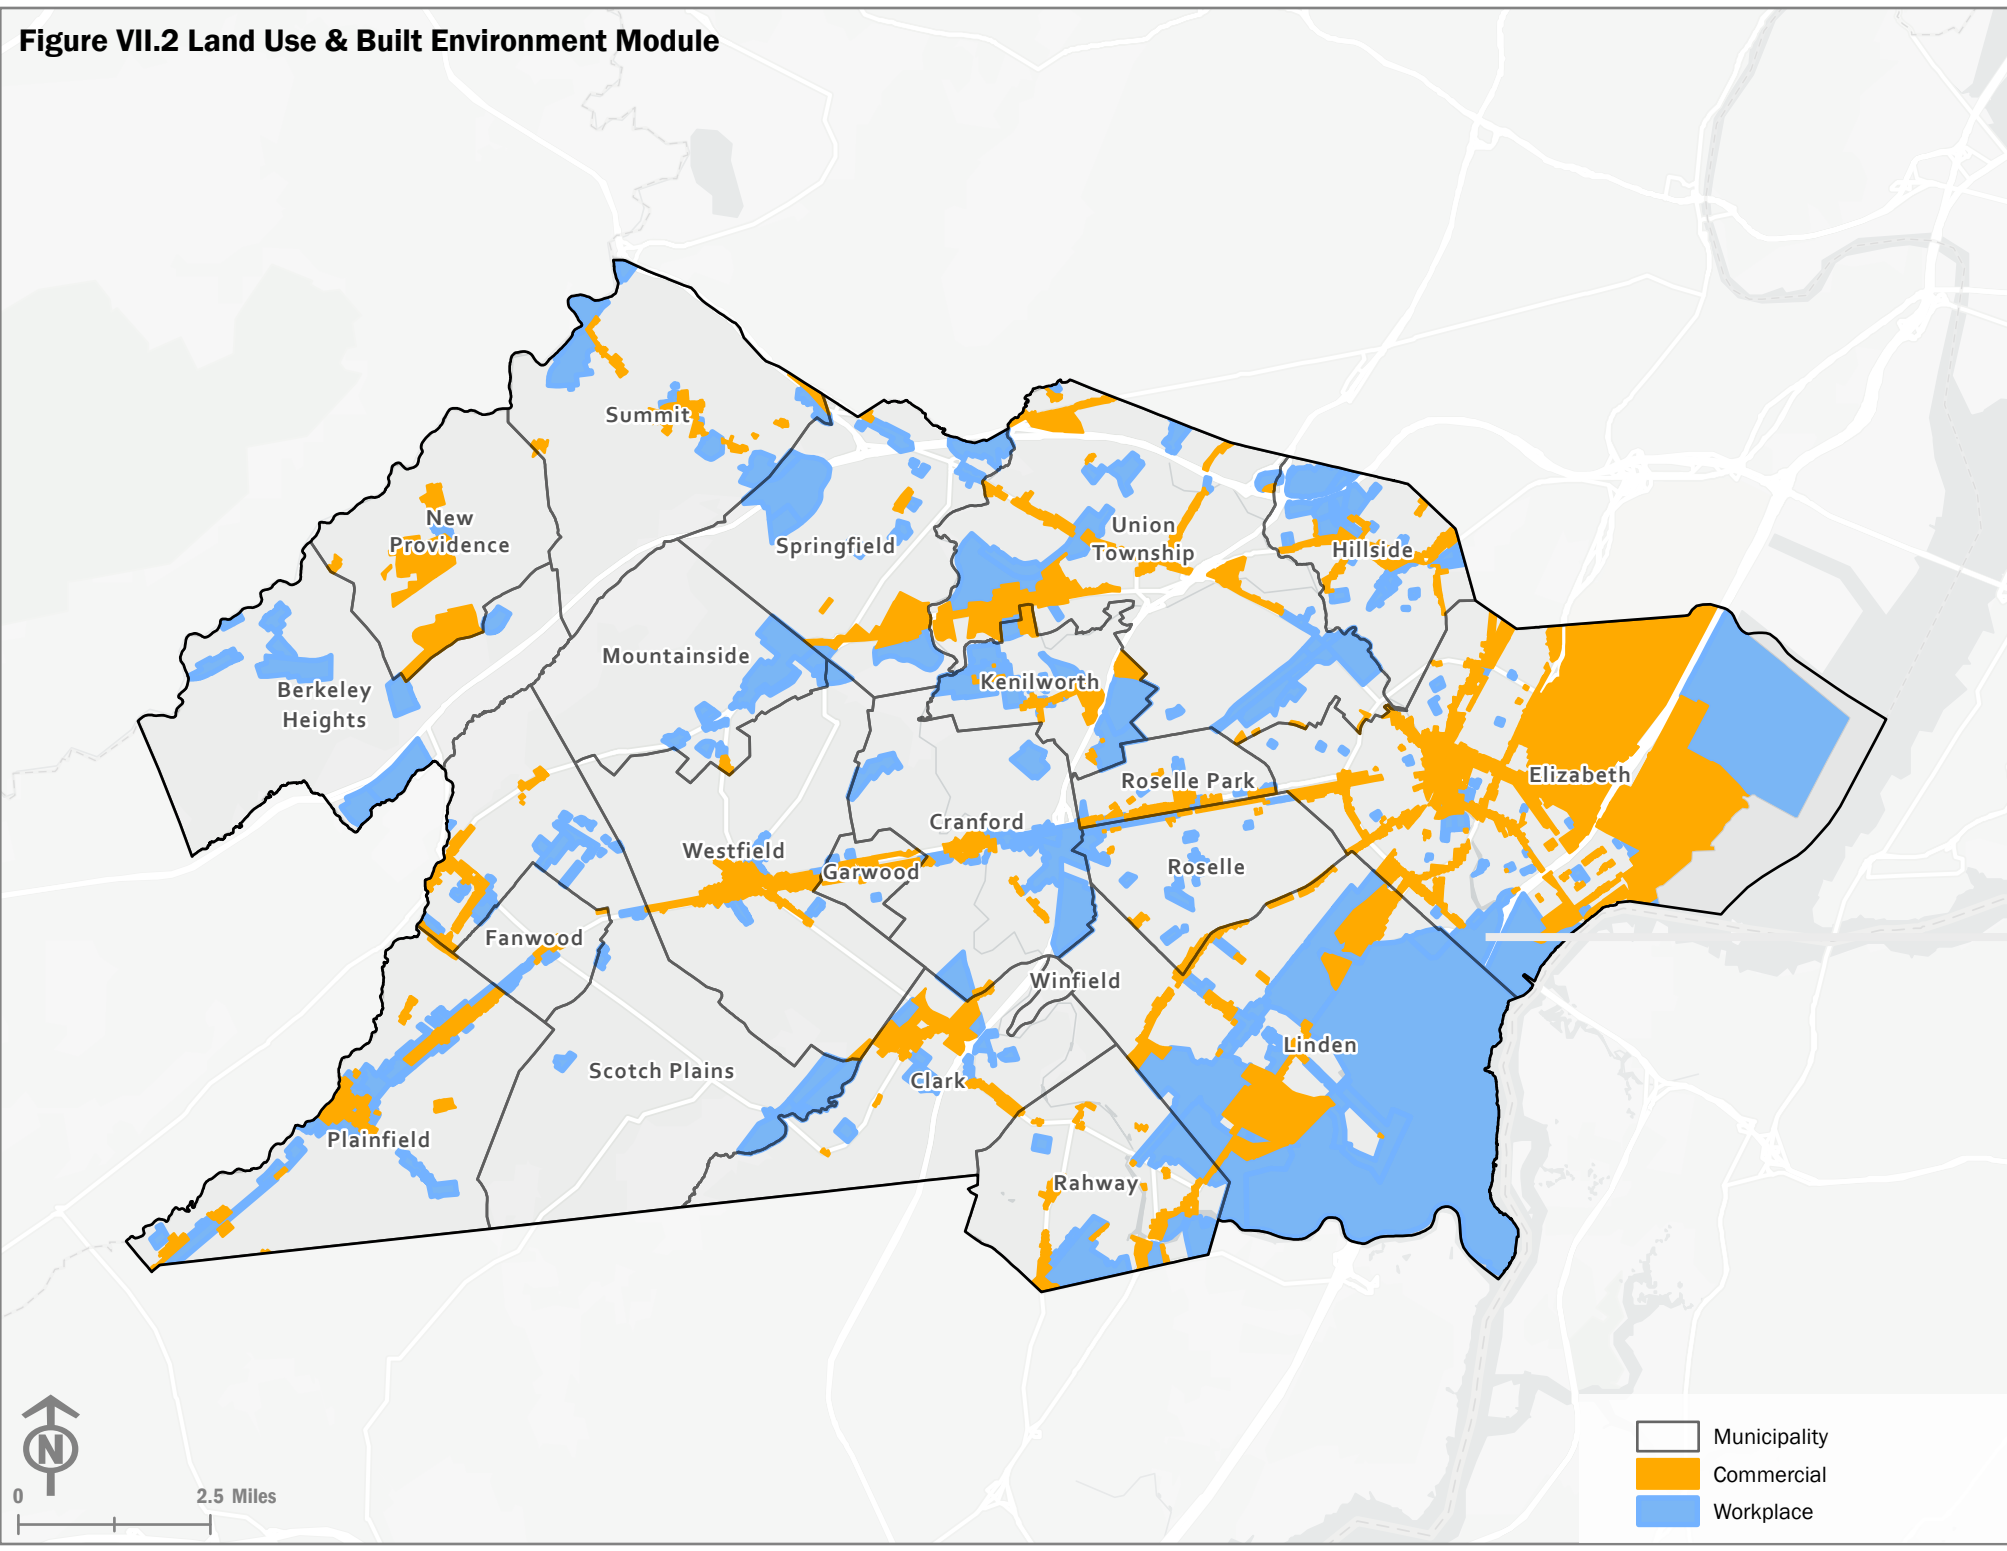 Figure VII.2 Land Use & Built Environment Module
Summit
New
Providence
Springfield
Union
Township
Hillside
Mountainside
Berkeley
Heights
Kenilworth
Elizabeth
Roselle Park
Cranford
Westfield
Garwood
Roselle
Fanwood
Winfield
Linden
Scotch Plains
Clark
Plainfield
Rahway
N
0
2.5 Miles
Municipality
Commercial
Workplace